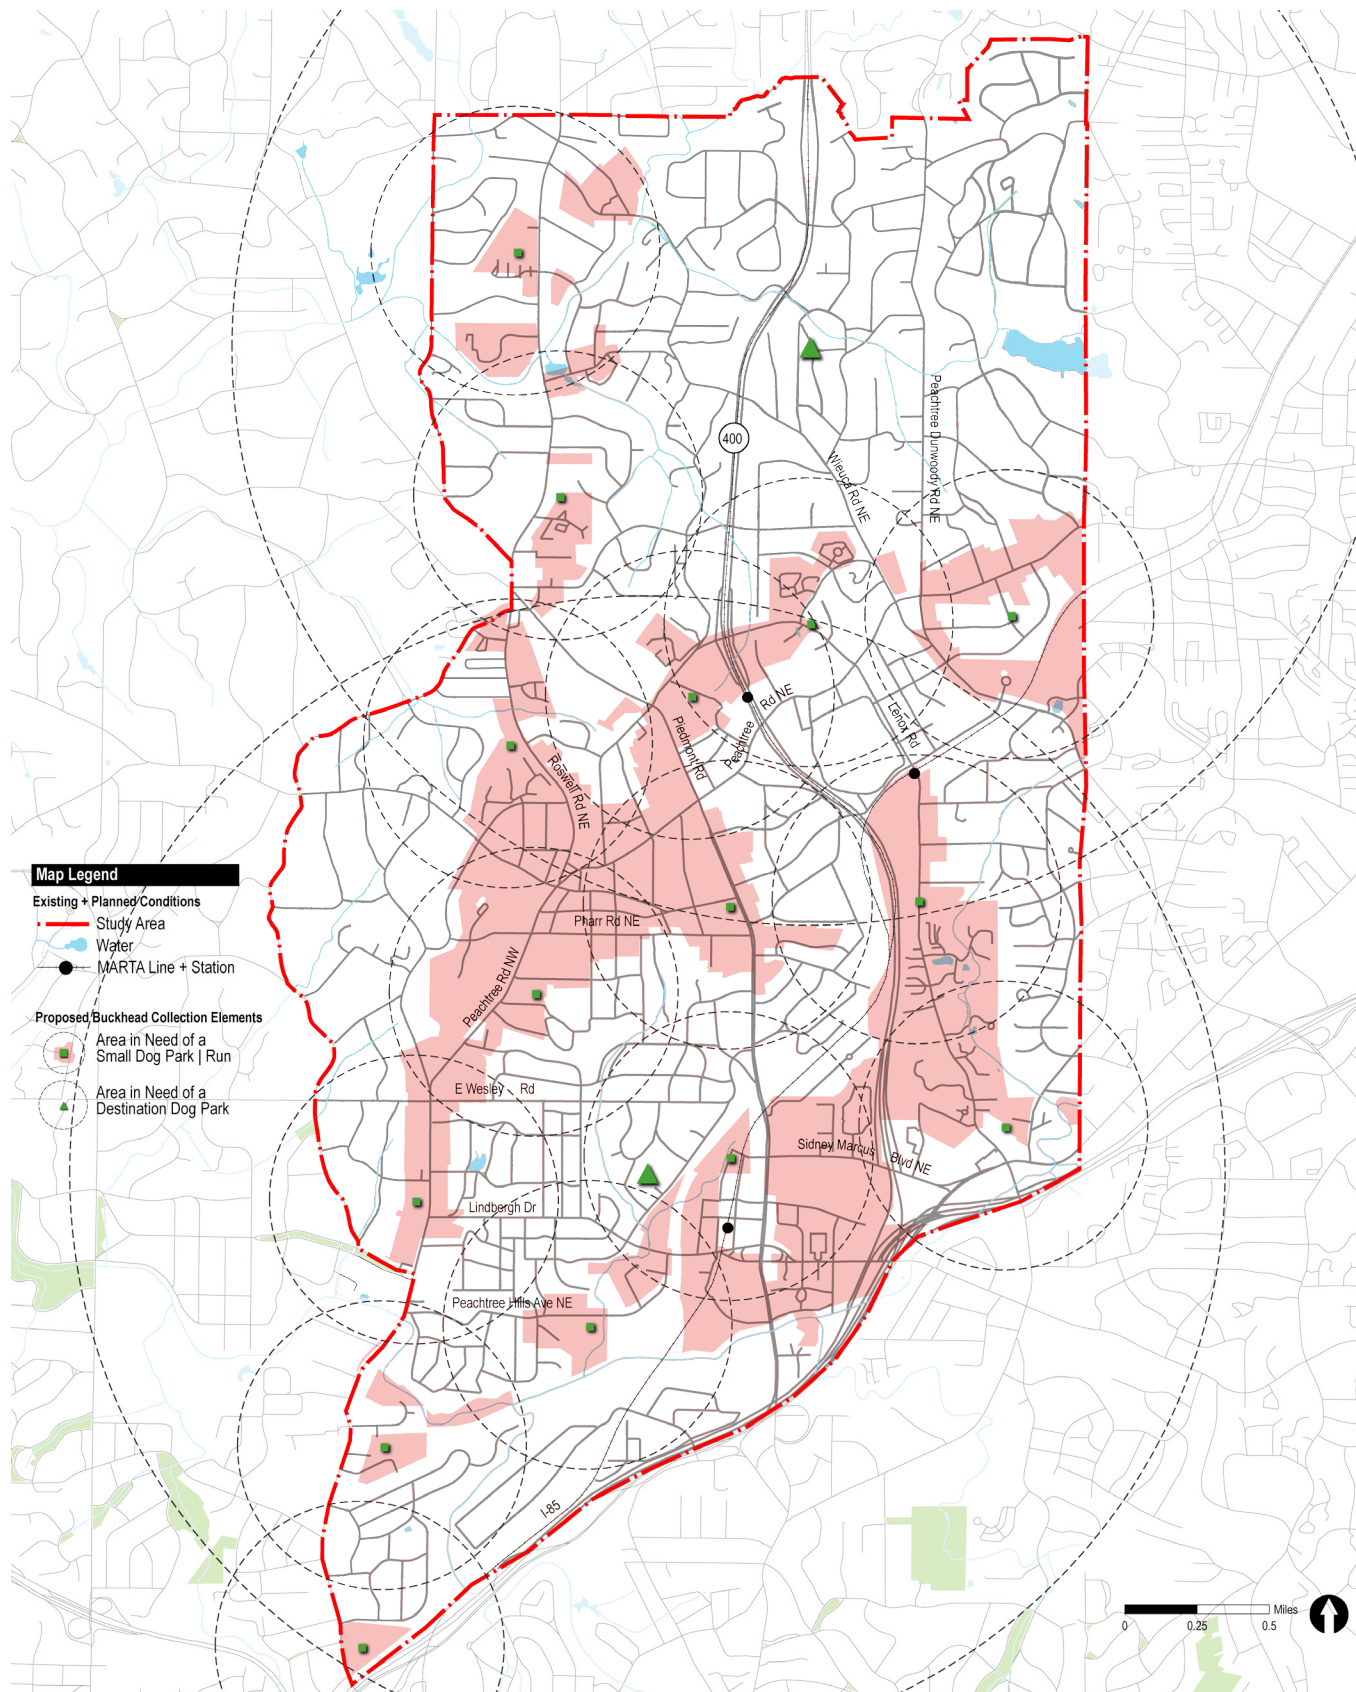 400
Wieuca Rd NE
Peachtree Dunwoody Rd NE
Lenox Rd
Peachtree
Rd NE
Piedmont Rd
Roswell Rd NE
Pharr Rd NE
Peachtree Rd NW
E Wesley Rd
Sidney Marcus
Blvd NE
Lindbergh Dr
Peachtree Hills Ave NE
I-85
Map Legend
Existing + Planned Conditions
Study Area
Water
MARTA Line + Station
Proposed Buckhead Collection Elements
Area in Need of a
Small Dog Park | Run
Area in Need of a
Destination Dog Park
Miles
0 0.25 0.5